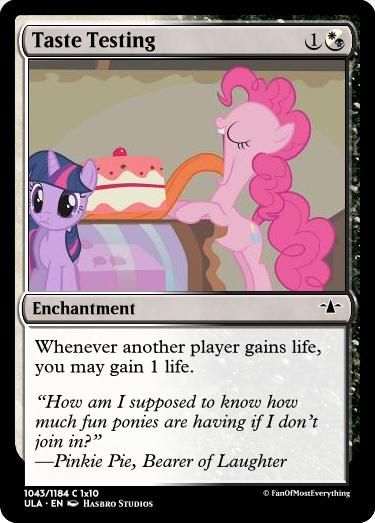 Taste Testing
1
Enchantment
Whenever another player gains life,
you may gain 1 life.
“How am I supposed to know how
much fun ponies are having if I don’t
join in?”
—Pinkie Pie, Bearer of Laughter
1043/1184 C 1x10
ULA · EN Hasbro Studios
© FanOfMostEverything